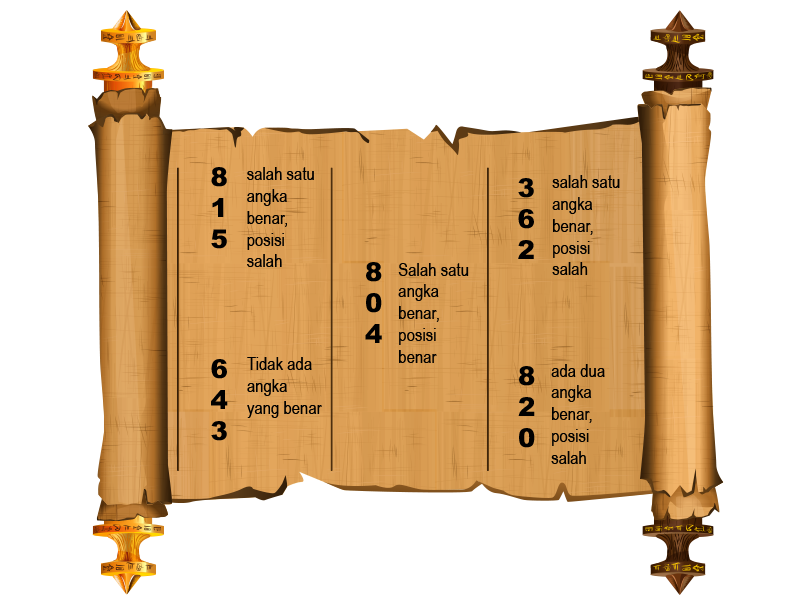 8
1
5
salah satu
angka
benar,
posisi
salah
6
4
3
Tidak ada
angka
yang benar
8
0
4
Salah satu
angka
benar,
posisi
benar
3
6
2
salah satu
angka
benar,
posisi
salah
8
2
0
ada dua
angka
benar,
posisi
salah